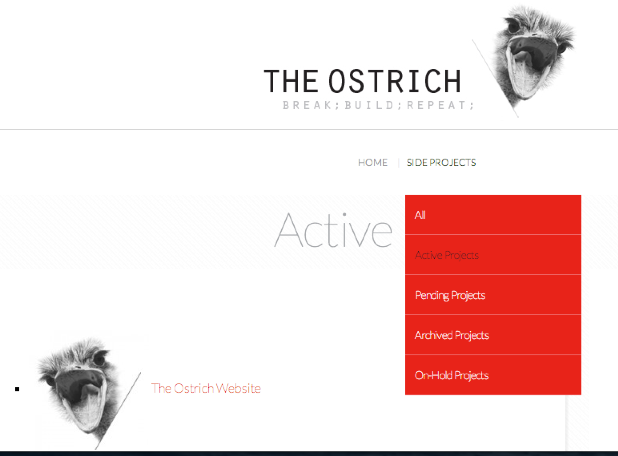 THE OSTRICH
BREAK; BUILD; REPEAT;
HOME
SIDE PROJECTS
Active
All
Active Projects
Pending Projects
Archived Projects
On-Hold Projects
The Ostrich Website